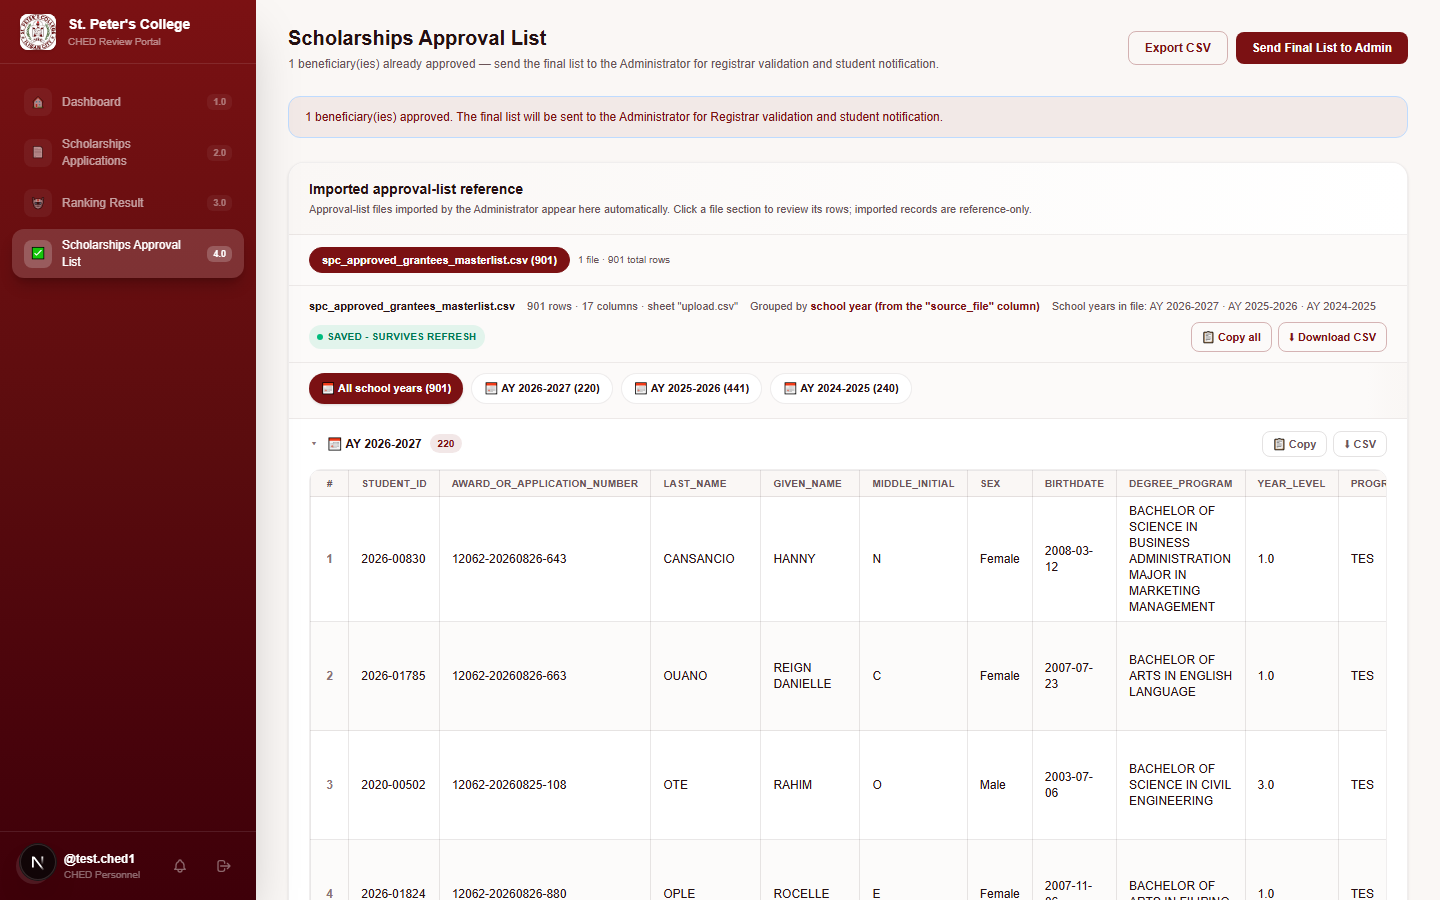 St. Peter's College
CHED Review Portal
Dashboard 1.0
Scholarships
Applications
2.0
Ranking Result 3.0
Scholarships Approval
List
4.0
@test.ched1
CHED Personnel
Scholarships Approval List
1 beneficiary(ies) already approved — send the final list to the Administrator for registrar validation and student notification.
Export CSV
Send Final List to Admin
1 beneficiary(ies) approved. The final list will be sent to the Administrator for Registrar validation and student notification.
Imported approval-list reference
Approval-list files imported by the Administrator appear here automatically. Click a file section to review its rows; imported records are reference-only.
spc_approved_grantees_masterlist.csv (901) 1 file · 901 total rows
spc_approved_grantees_masterlist.csv 901 rows · 17 columns · sheet "upload.csv" Grouped by school year (from the "source_file" column) School years in file: AY 2026-2027 · AY 2025-2026 · AY 2024-2025
SAVED - SURVIVES REFRESH
Copy all
Download CSV
All school years (901) AY 2026-2027 (220) AY 2025-2026 (441) AY 2024-2025 (240)
AY 2026-2027 220
Copy
CSV
# STUDENT_ID AWARD_OR_APPLICATION_NUMBER LAST_NAME GIVEN_NAME MIDDLE_INITIAL SEX BIRTHDATE DEGREE_PROGRAM YEAR_LEVEL PROGR
1 2026-00830 12062-20260826-643 CANSANCIO HANNY N Female
2008-03-
12
BACHELOR OF
SCIENCE IN
BUSINESS
ADMINISTRATION
MAJOR IN
MARKETING
MANAGEMENT
1.0 TES
2 2026-01785 12062-20260826-663 OUANO
REIGN
DANIELLE
C Female
2007-07-
23
BACHELOR OF
ARTS IN ENGLISH
LANGUAGE
1.0 TES
3 2020-00502 12062-20260825-108 OTE RAHIM O Male
2003-07-
06
BACHELOR OF
SCIENCE IN CIVIL
ENGINEERING
3.0 TES
4 2026-01824 12062-20260826-880 OPLE ROCELLE E Female
2007-11-
BACHELOR OF
1.0 TES